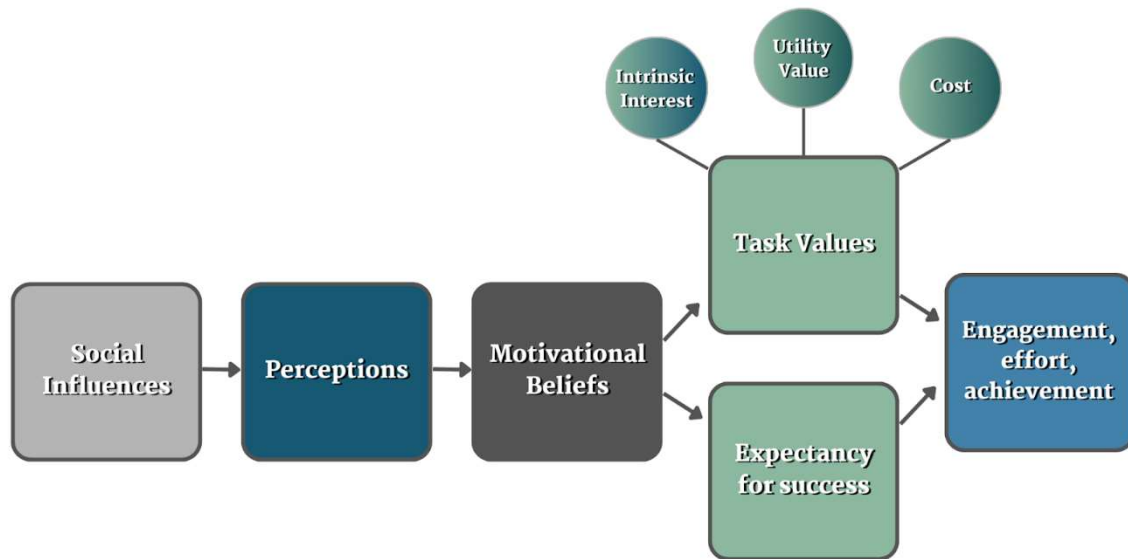 Intrinsic
Interest
Utility
Value
Cost
Task Values
Social
Influences
Perceptions
Motivational
Beliefs
Engagement,
effort,
achievement
Expectancy
for success